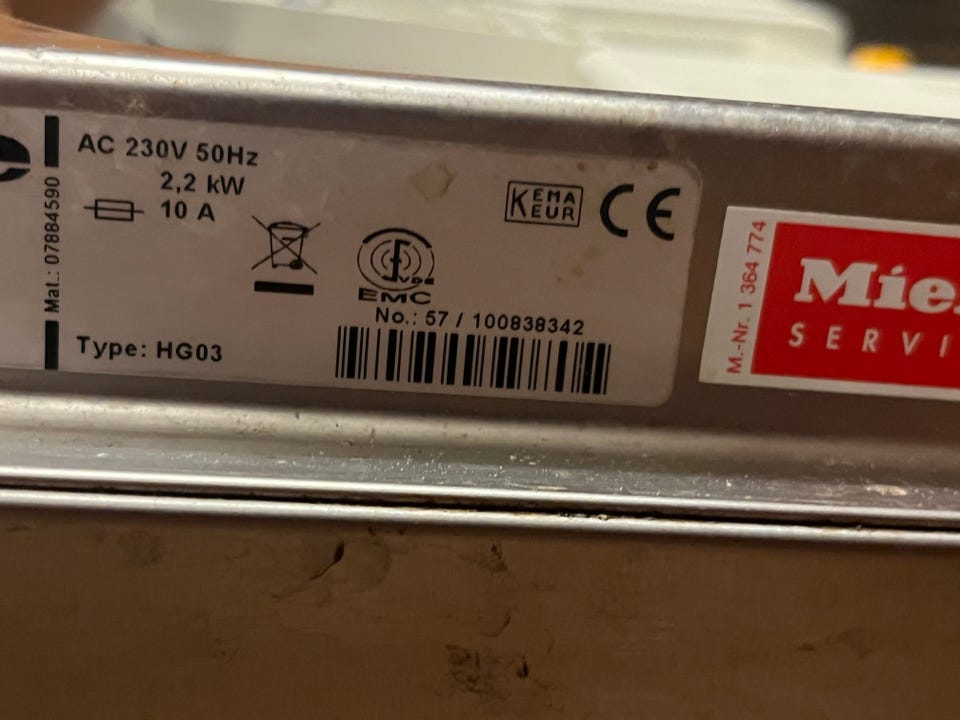 AC 230V 50Hz
2,2 kW
10 A
Mat.: 07884590
KEMA
KEUR
CE
VDE
EMC
No.: 57 / 100838342
Type: HG03
M.-Nr. 1 364 774